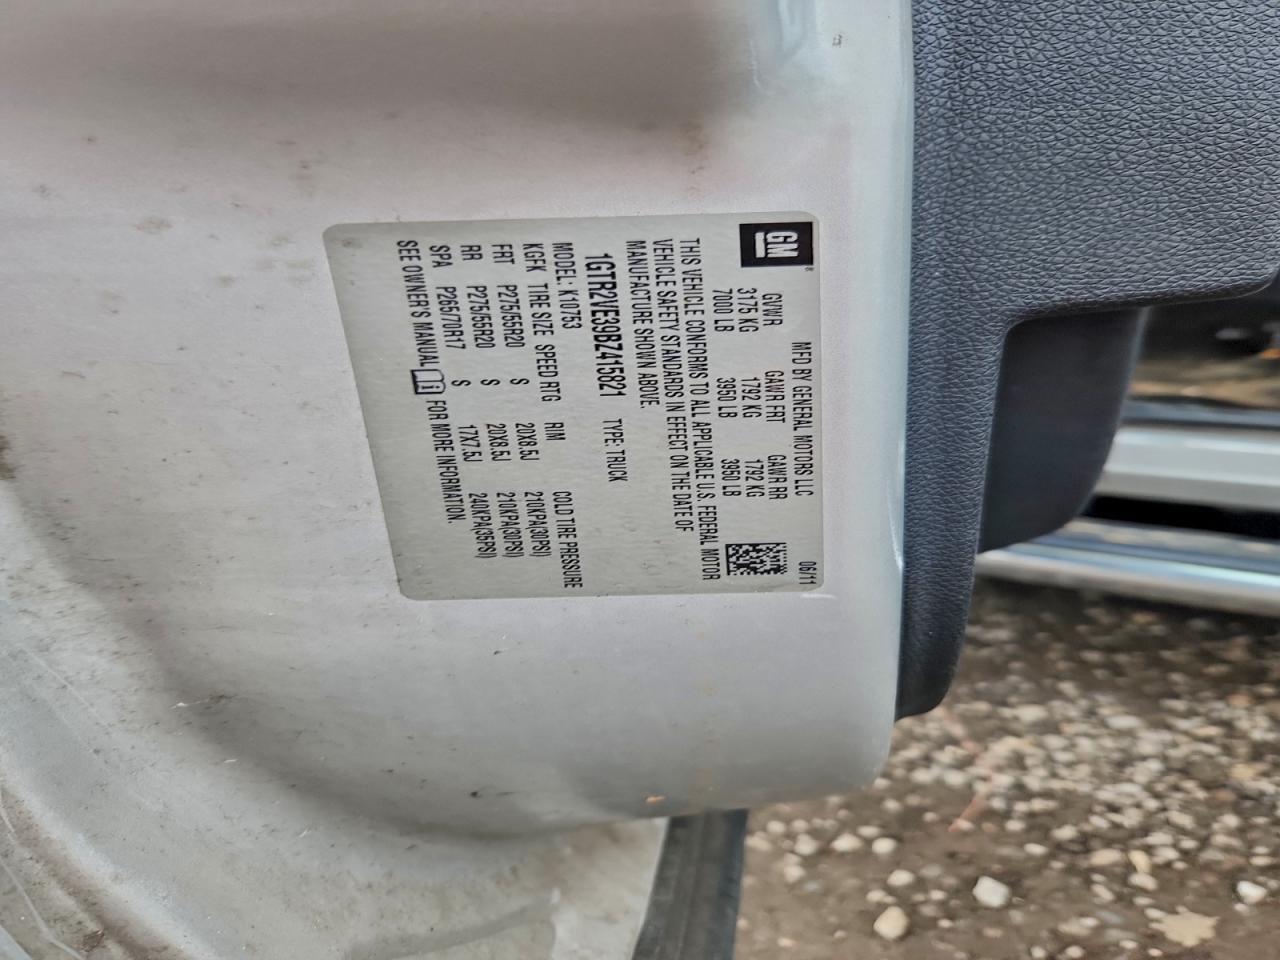 GM
MFD BY GENERAL MOTORS LLC 06/11
GVWR GAWR FRT GAWR RR
3175 KG 1792 KG 1792 KG
7000 LB 3950 LB 3950 LB
THIS VEHICLE CONFORMS TO ALL APPLICABLE U.S. FEDERAL MOTOR
VEHICLE SAFETY STANDARDS IN EFFECT ON THE DATE OF
MANUFACTURE SHOWN ABOVE.
1GTR2VE39BZ415821 TYPE: TRUCK
MODEL: K10753
KGFK TIRE SIZE SPEED RTG RIM COLD TIRE PRESSURE
FRT P275/55R20 S 20X8.5J 210KPA(30PSI)
RR P275/55R20 S 20X8.5J 210KPA(30PSI)
SPA P265/70R17 S 17X7.5J 240KPA(35PSI)
SEE OWNER'S MANUAL FOR MORE INFORMATION.